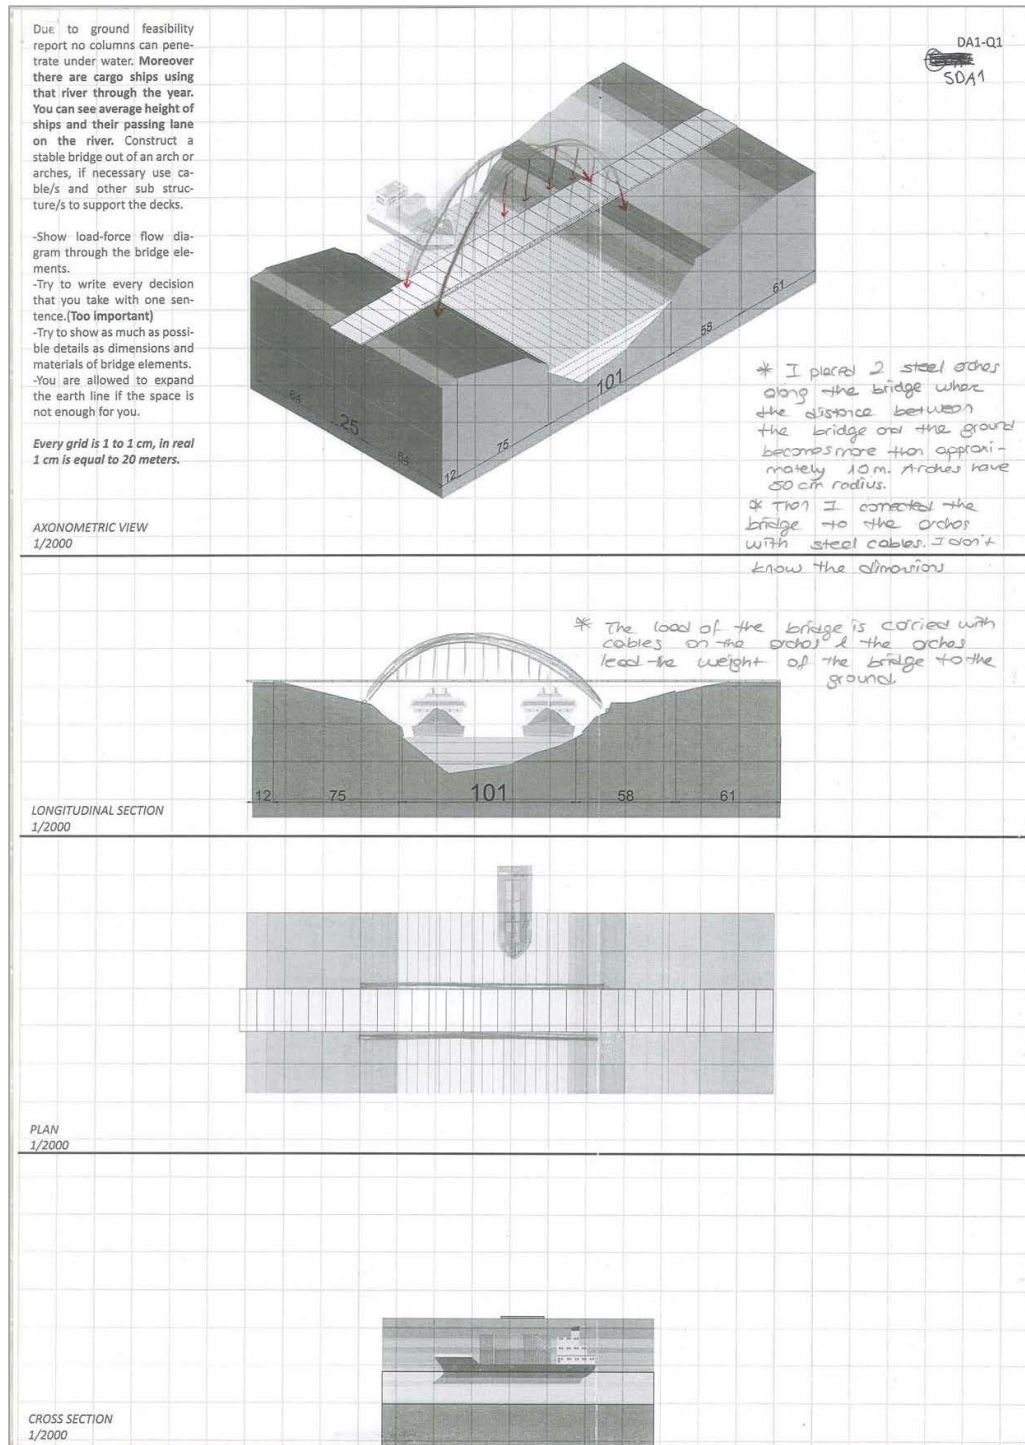 Due to ground feasibility
report no columns can pene-
trate under water. Moreover
there are cargo ships using
that river through the year.
You can see average height of
ships and their passing lane
on the river. Construct a
stable bridge out of an arch or
arches, if necessary use ca-
ble/s and other sub struc-
ture/s to support the decks.
-Show load-force flow dia-
gram through the bridge ele-
ments.
-Try to write every decision
that you take with one sen-
tence.(Too important)
-Try to show as much as possi-
ble details as dimensions and
materials of bridge elements.
-You are allowed to expand
the earth line if the space is
not enough for you.
Every grid is 1 to 1 cm, in real
1 cm is equal to 20 meters.
DA1-Q1
SDA1
64
25
64
12
75
101
58
61
* I placed 2 steel arches
along the bridge when
the distance between
the bridge and the ground
becomes more than approxi-
mately 10 m. Arches have
50 cm radius.
* Then I connected the
bridge to the arches
with steel cables. I don't
know the dimensions
AXONOMETRIC VIEW
1/2000
* The load of the bridge is carried with
cables on the arches & the arches
lead the weight of the bridge to the
ground.
12 75 101 58 61
LONGITUDINAL SECTION
1/2000
PLAN
1/2000
CROSS SECTION
1/2000